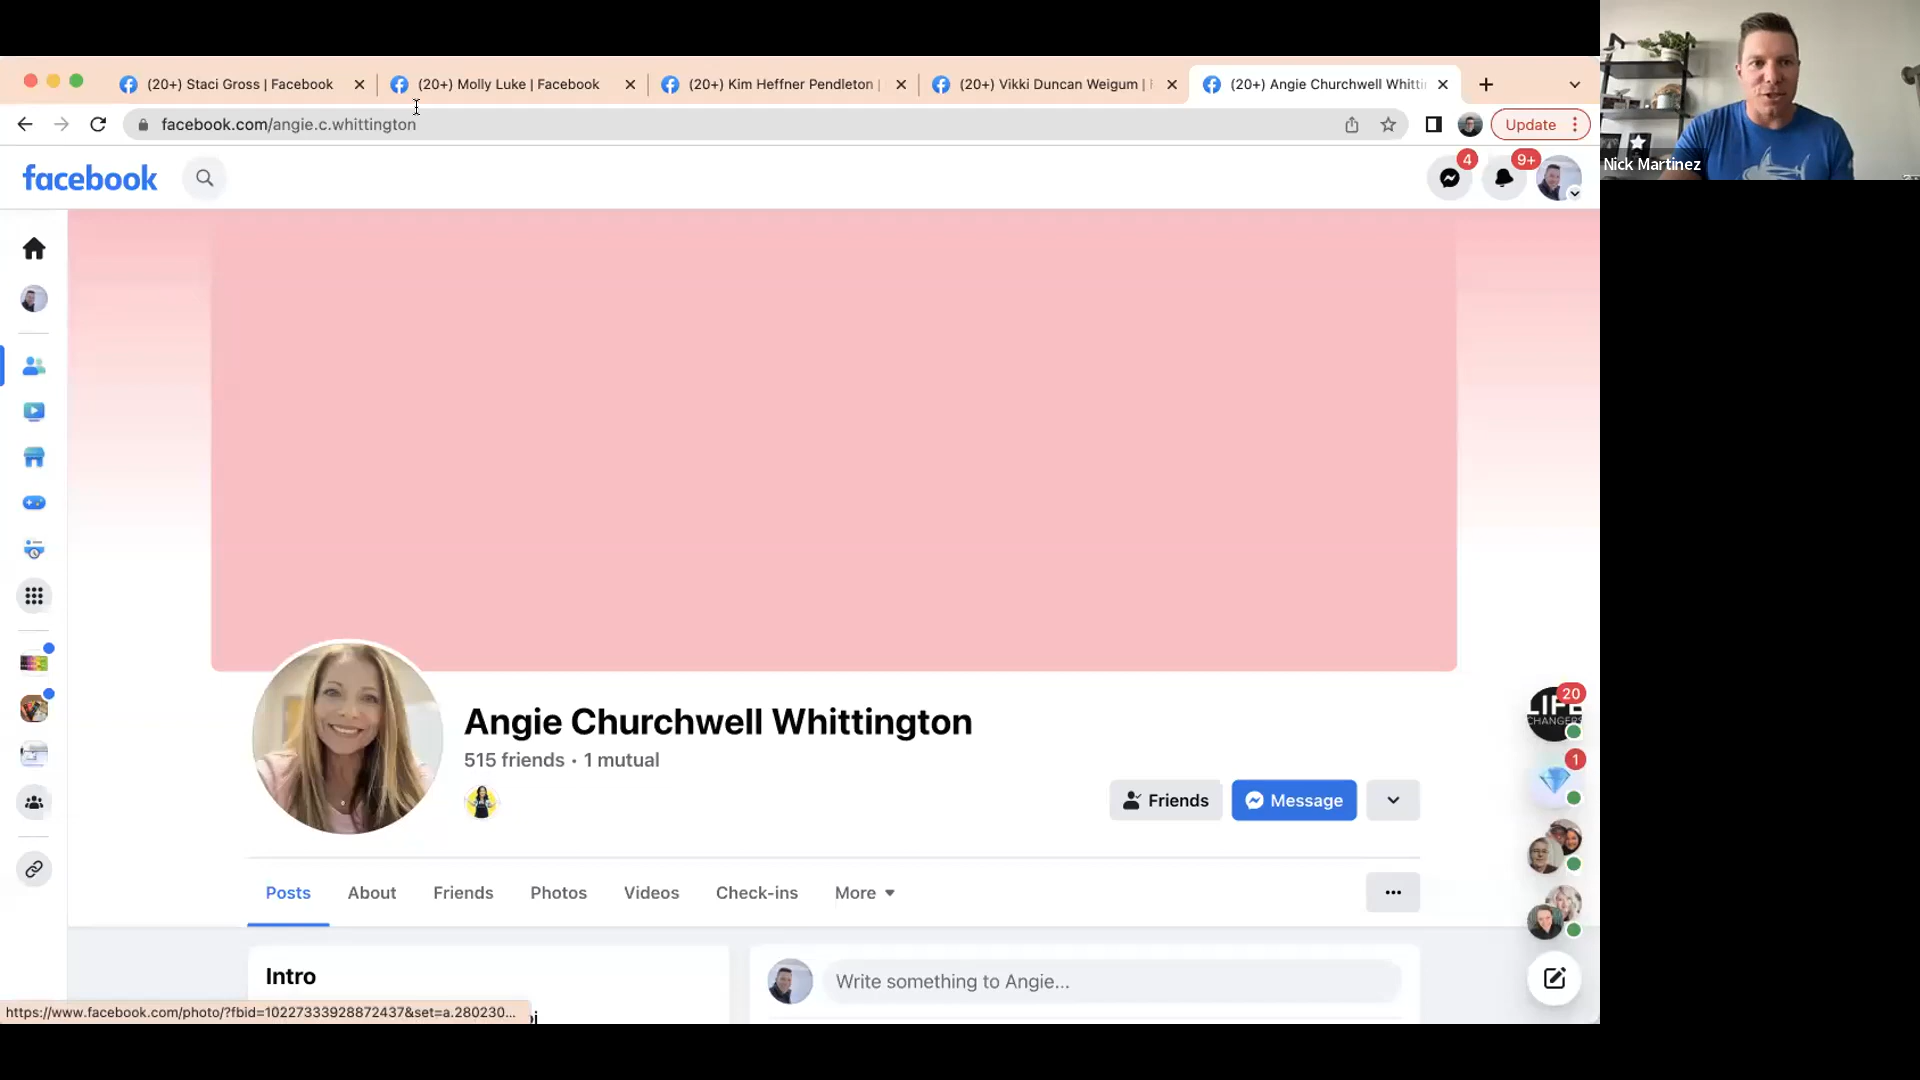 (20+) Staci Gross | Facebook
(20+) Molly Luke | Facebook
(20+) Kim Heffner Pendleton |
(20+) Vikki Duncan Weigum |
(20+) Angie Churchwell Whittin
facebook.com/angie.c.whittington
Update
Nick Martinez
facebook
4
9+
20
LIFE
CHANGERS
1
Angie Churchwell Whittington
515 friends · 1 mutual
Friends
Message
Posts
About
Friends
Photos
Videos
Check-ins
More
Intro
Write something to Angie...
https://www.facebook.com/photo/?fbid=10227333928872437&set=a.280230...